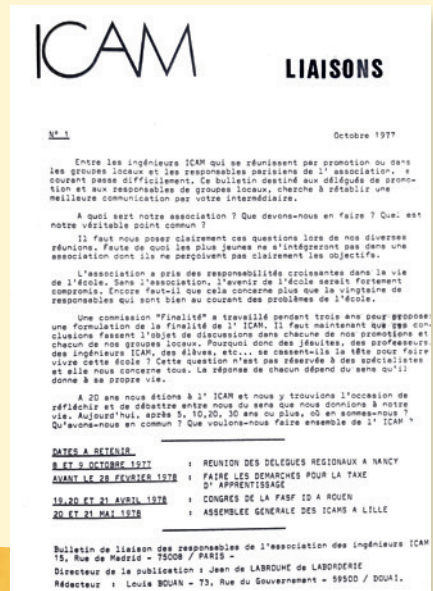 ICAM
LIAISONS
N° 1 Octobre 1977
Entre les ingénieurs ICAM qui se réunissent par promotion ou dans
les groupes locaux et les responsables parisiens de l' association,
courant passe difficilement. Ce bulletin destiné aux délégués de promo-
tion et aux responsables de groupes locaux, cherche à rétablir une
meilleure communication par votre intermédiaire.
A quoi sert notre association ? Que devons-nous en faire ? Quel est
notre véritable point commun ?
Il faut nous poser clairement ces questions lors de nos diverses
réunions. Faute de quoi les plus jeunes ne s'intégreront pas dans une
association dont ils ne perçoivent pas clairement les objectifs.
L'association a pris des responsabilités croissantes dans la vie
de l'école. Sans l'association, l'avenir de l'école serait fortement
compromis. Encore faut-il que cela concerne plus que la vingtaine de
responsables qui sont bien au courant des problèmes de l'école.
Une commission "Finalité" a travaillé pendant trois ans pour proposer
une formulation de la finalité de l' ICAM. Il faut maintenant que ces con-
clusions fassent l'objet de discussions dans chacune de nos promotions et
chacun de nos groupes locaux. Pourquoi donc des jésuites, des professeurs,
des ingénieurs ICAM, des élèves, etc... se cassent-ils la tête pour faire
vivre cette école ? Cette question n'est pas réservée à des spécialistes
et elle nous concerne tous. La réponse de chacun dépend du sens qu'il
donne à sa propre vie.
A 20 ans nous étions à l' ICAM et nous y trouvions l'occasion de
réfléchir et de débattre entre nous du sens que nous donnions à notre
vie. Aujourd'hui, après 5, 10,20, 30 ans ou plus, où en sommes-nous ?
Qu'avons-nous en commun ? Que voulons-nous faire ensemble de l' ICAM ?
DATES A RETENIR
8 ET 9 OCTOBRE 1977 : REUNION DES DELEGUES REGIONAUX A NANCY
AVANT LE 28 FEVRIER 1978 : FAIRE LES DEMARCHES POUR LA TAXE
D' APPRENTISSAGE
19.20 ET 21 AVRIL 1978 : CONGRES DE LA FASF ID A ROUEN
20 ET 21 MAI 1978 : ASSEMBLEE GENERALE DES ICAMS A LILLE
Bulletin de liaison des responsables de l'association des ingénieurs ICAM
15, Rue de Madrid - 75008 / PARIS -
Directeur de la publication : Jean de LABROUHE de LABORDERIE
Rédacteur : Louis BOUAN - 73, Rue du Gouvernement - 59500 / DOUAI.